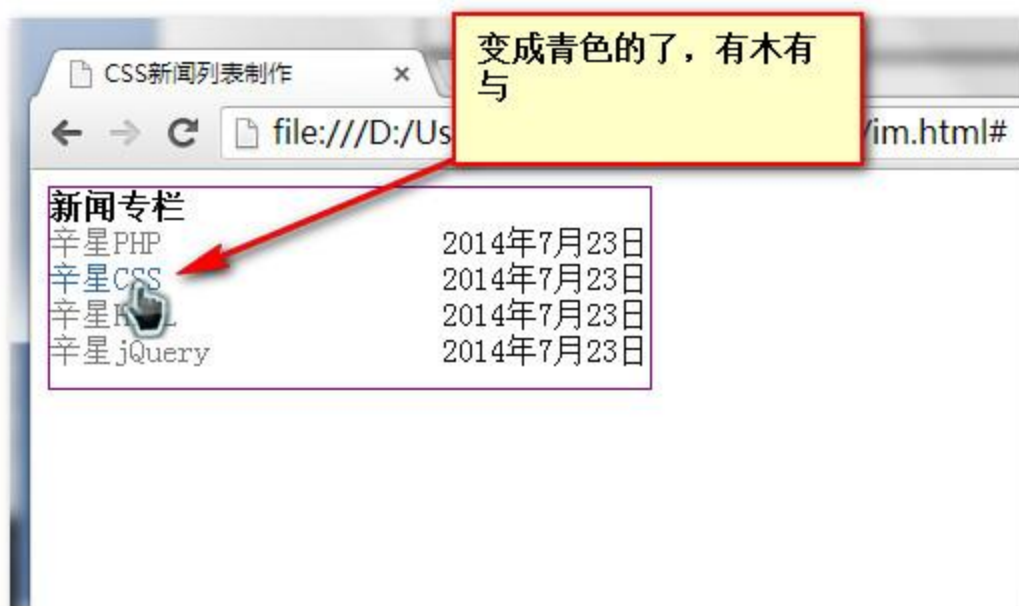 变成青色的了，有木有
与
CSS新闻列表制作
file:///D:/Us
/im.html#
新闻专栏
辛星PHP 2014年7月23日
辛星CSS 2014年7月23日
辛星H L 2014年7月23日
辛星jQuery 2014年7月23日